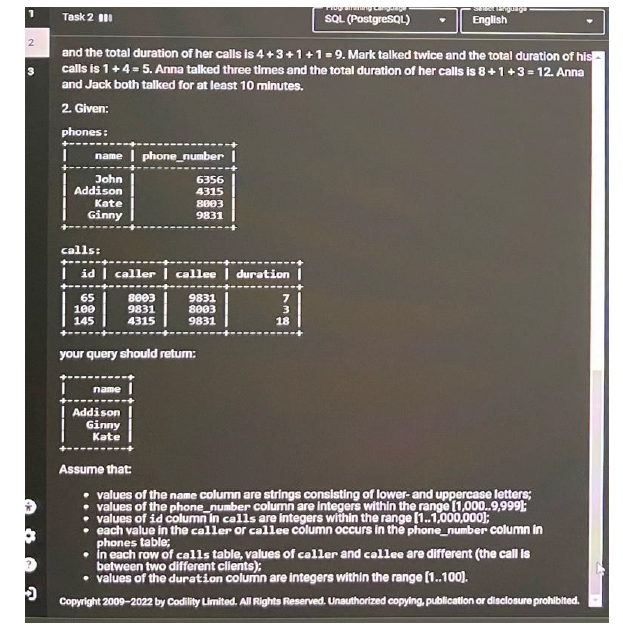 1
Task 2
Programming Language
SQL (PostgreSQL)
Select language
English
2
3
and the total duration of her calls is 4 + 3 + 1 + 1 = 9. Mark talked twice and the total duration of his
calls is 1 + 4 = 5. Anna talked three times and the total duration of her calls is 8 + 1 + 3 = 12. Anna
and Jack both talked for at least 10 minutes.
2. Given:
phones:
+---------+--------------+
| name | phone_number |
+---------+--------------+
| John | 6356 |
| Addison | 4315 |
| Kate | 8003 |
| Ginny | 9831 |
+---------+--------------+
calls:
+-----+--------+--------+----------+
| id | caller | callee | duration |
+-----+--------+--------+----------+
| 65 | 8003 | 9831 | 7 |
| 100 | 9831 | 8003 | 3 |
| 145 | 4315 | 9831 | 18 |
+-----+--------+--------+----------+
your query should return:
+---------+
| name |
+---------+
| Addison |
| Ginny |
| Kate |
+---------+
Assume that:
• values of the name column are strings consisting of lower- and uppercase letters;
• values of the phone_number column are integers within the range [1,000..9,999];
• values of id column in calls are integers within the range [1..1,000,000];
• each value in the caller or callee column occurs in the phone_number column in
phones table;
• in each row of calls table, values of caller and callee are different (the call is
between two different clients);
• values of the duration column are integers within the range [1..100].
Copyright 2009–2022 by Codility Limited. All Rights Reserved. Unauthorized copying, publication or disclosure prohibited.